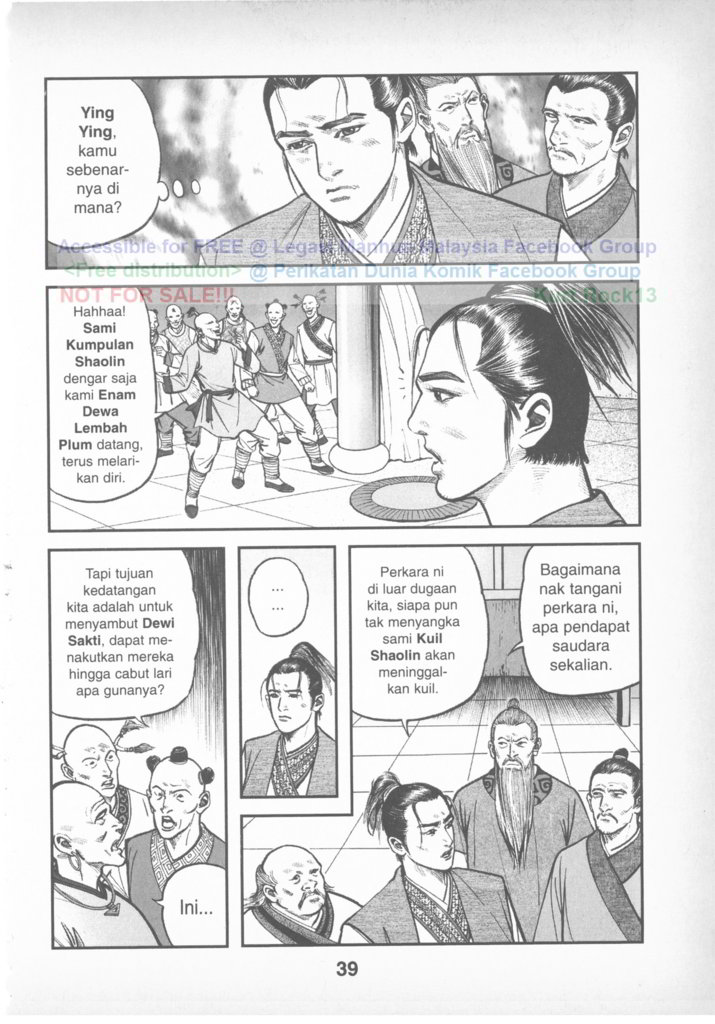 Ying
Ying,
kamu
sebenar-
nya di
mana?
Accessible for FREE @ Legasi Manhua Malaysia Facebook Group
<Free distribution> @ Perikatan Dunia Komik Facebook Group
NOT FOR SALE!!!
Kua! Rock13
Hahhaa!
Sami
Kumpulan
Shaolin
dengar saja
kami Enam
Dewa
Lembah
Plum datang,
terus melari-
kan diri.
Tapi tujuan
kedatangan
kita adalah untuk
menyambut Dewi
Sakti, dapat me-
nakutkan mereka
hingga cabut lari
apa gunanya?
Ini...
...
...
Perkara ni
di luar dugaan
kita, siapa pun
tak menyangka
sami Kuil
Shaolin akan
meninggal-
kan kuil.
Bagaimana
nak tangani
perkara ni,
apa pendapat
saudara
sekalian.
39